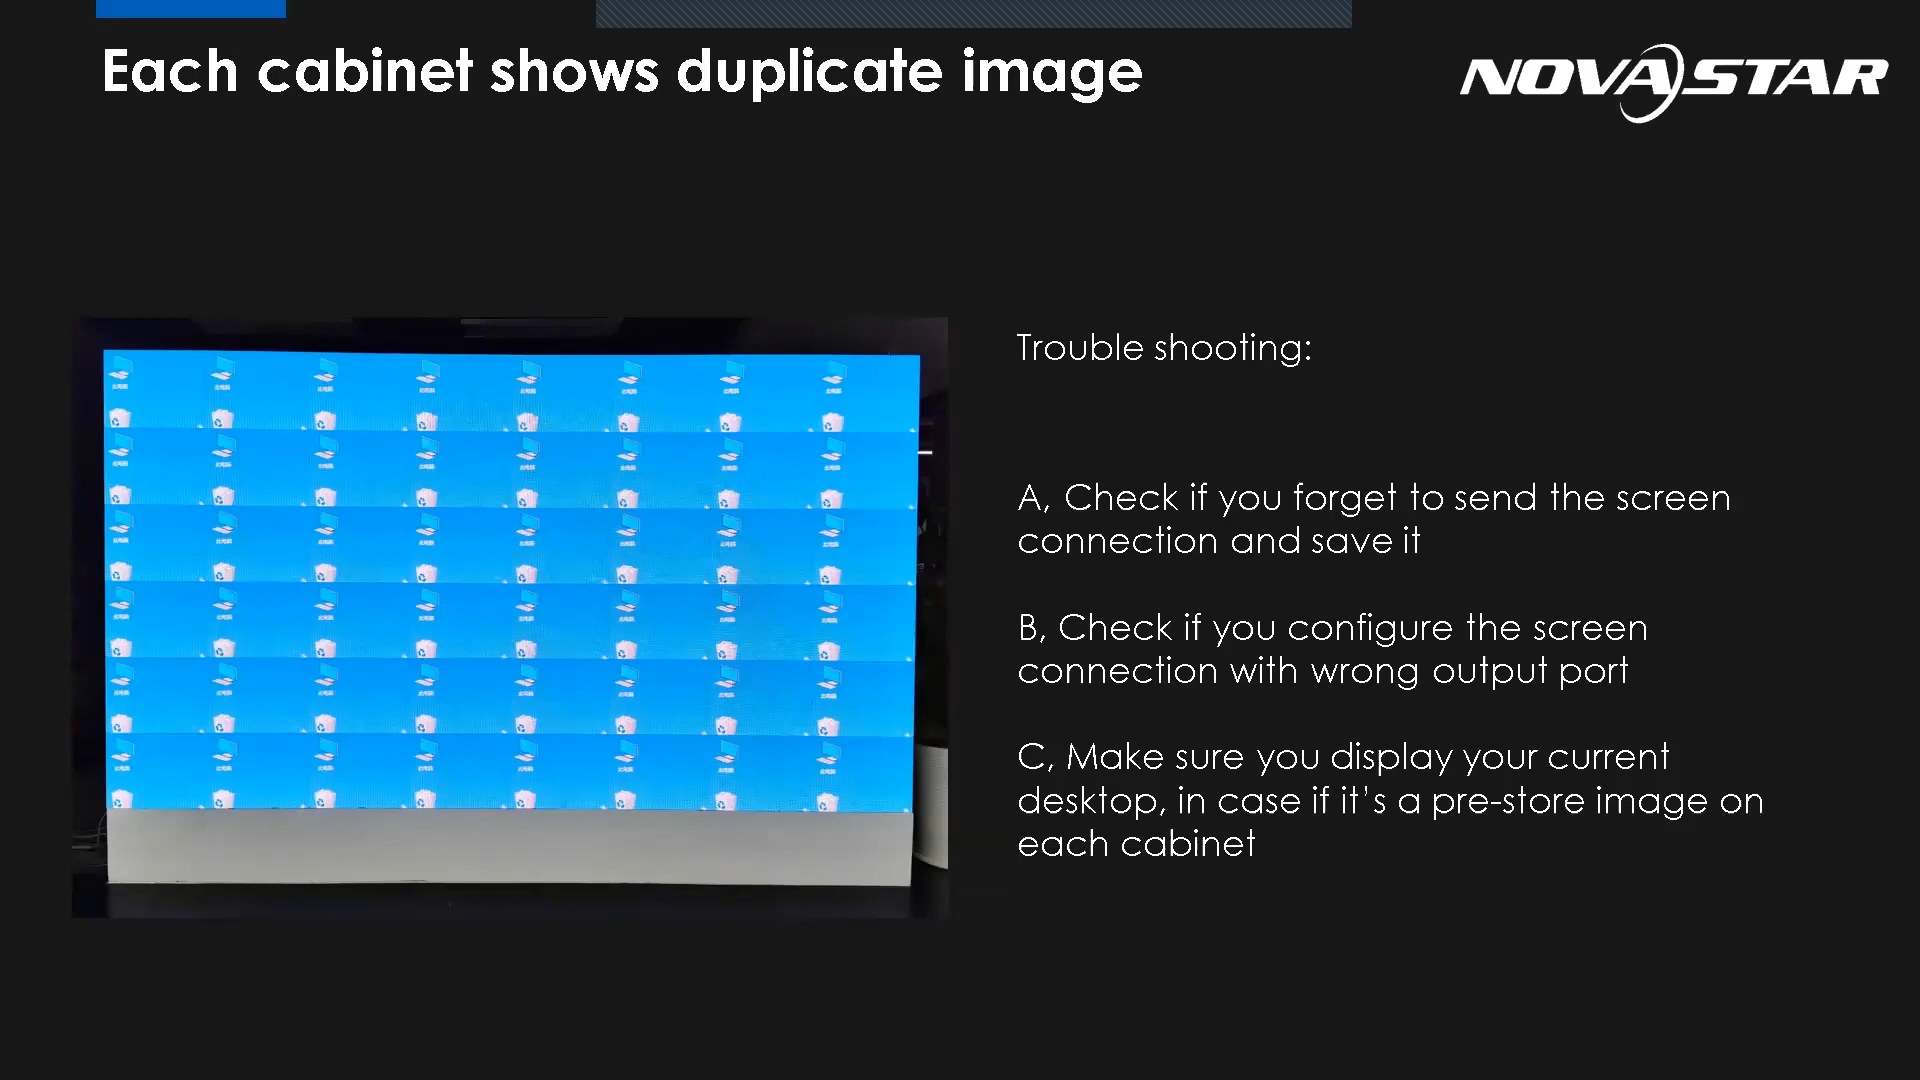 Each cabinet shows duplicate image
NOVASTAR
Trouble shooting:
A, Check if you forget to send the screen
connection and save it
B, Check if you configure the screen
connection with wrong output port
C, Make sure you display your current
desktop, in case if it's a pre-store image on
each cabinet